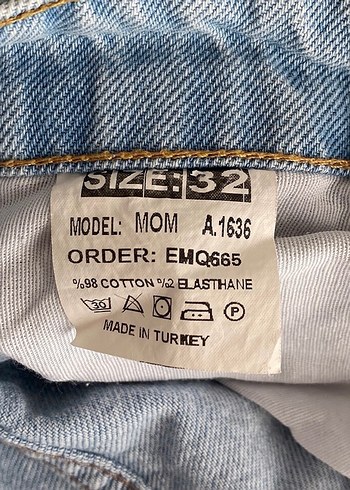 SIZE: 32
MODEL: MOM A.1636
ORDER: EMQ665
%98 COTTON %2 ELASTHANE
30 P
MADE IN TURKEY